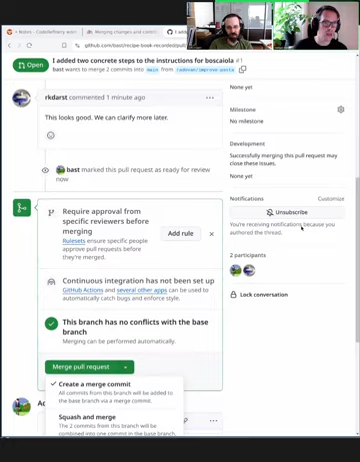 Notes - CodeRefinery wor
Merging changes and contri
I ad
github.com/bast/recipe-book-recorded/pull/
Open
I added two concrete steps to the instructions for boscaiola #1
bast wants to merge 2 commits into main from radovan/improve-pasta
None yet
rkdarst commented 1 minute ago
This looks good. We can clarify more later.
Milestone
No milestone
Development
Successfully merging this pull request may close these issues.
None yet
bast marked this pull request as ready for review
now
Notifications
Customize
Unsubscribe
You're receiving notifications because you authored the thread.
Require approval from
specific reviewers before
merging
Rulesets ensure specific people
approve pull requests before
they're merged.
Add rule
2 participants
Continuous integration has not been set up
GitHub Actions and several other apps can be used to
automatically catch bugs and enforce style.
Lock conversation
This branch has no conflicts with the base
branch
Merging can be performed automatically.
Merge pull request
Create a merge commit
All commits from this branch will be added to
the base branch via a merge commit.
Squash and merge
The 2 commits from this branch will be
combined into one commit in the base branch.